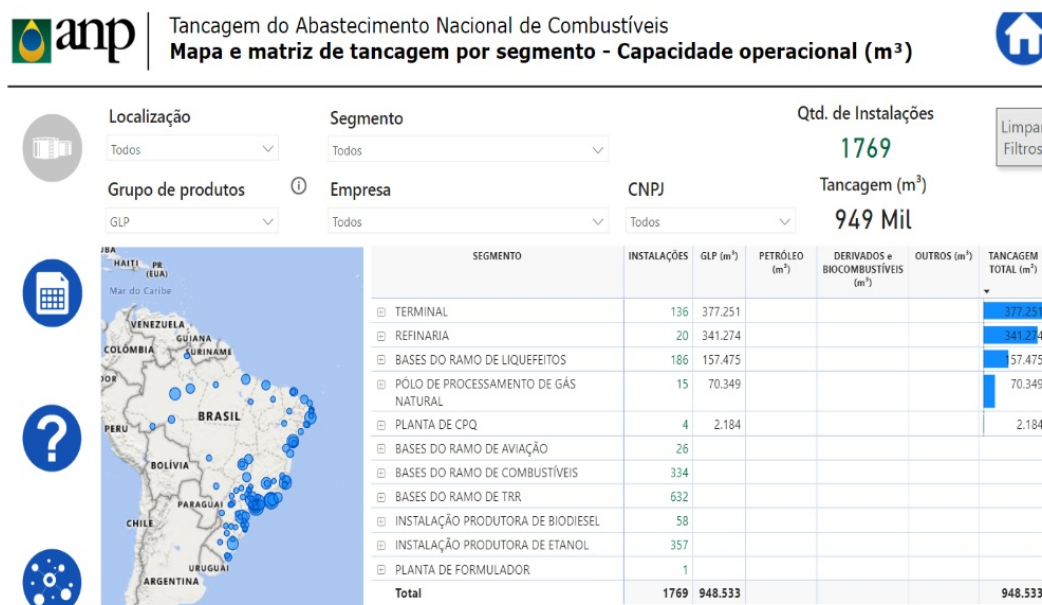 anp
Tancagem do Abastecimento Nacional de Combustíveis
Mapa e matriz de tancagem por segmento - Capacidade operacional (m³)
Localização
Todos
Segmento
Todos
Qtd. de Instalações
1769
Limpar
Filtros
Grupo de produtos
GLP
Empresa
Todos
CNPJ
Todos
Tancagem (m³)
949 Mil
HAITI PR
(EUA)
Mar do Caribe
VENEZUELA
GUIANA
COLÔMBIA
SURINAME
BRASIL
PERU
BOLÍVIA
PARAGUAI
CHILE
URUGUAI
ARGENTINA
SEGMENTO INSTALAÇÕES GLP (m³) PETRÓLEO (m³) DERIVADOS e BIOCOMBUSTÍVEIS (m³) OUTROS (m³) TANCAGEM TOTAL (m³)
TERMINAL 136 377.251 377.251
REFINARIA 20 341.274 341.274
BASES DO RAMO DE LIQUEFEITOS 186 157.475 157.475
PÓLO DE PROCESSAMENTO DE GÁS NATURAL 15 70.349 70.349
PLANTA DE CPQ 4 2.184 2.184
BASES DO RAMO DE AVIAÇÃO 26
BASES DO RAMO DE COMBUSTÍVEIS 334
BASES DO RAMO DE TRR 632
INSTALAÇÃO PRODUTORA DE BIODIESEL 58
INSTALAÇÃO PRODUTORA DE ETANOL 357
PLANTA DE FORMULADOR 1
Total 1769 948.533 948.533